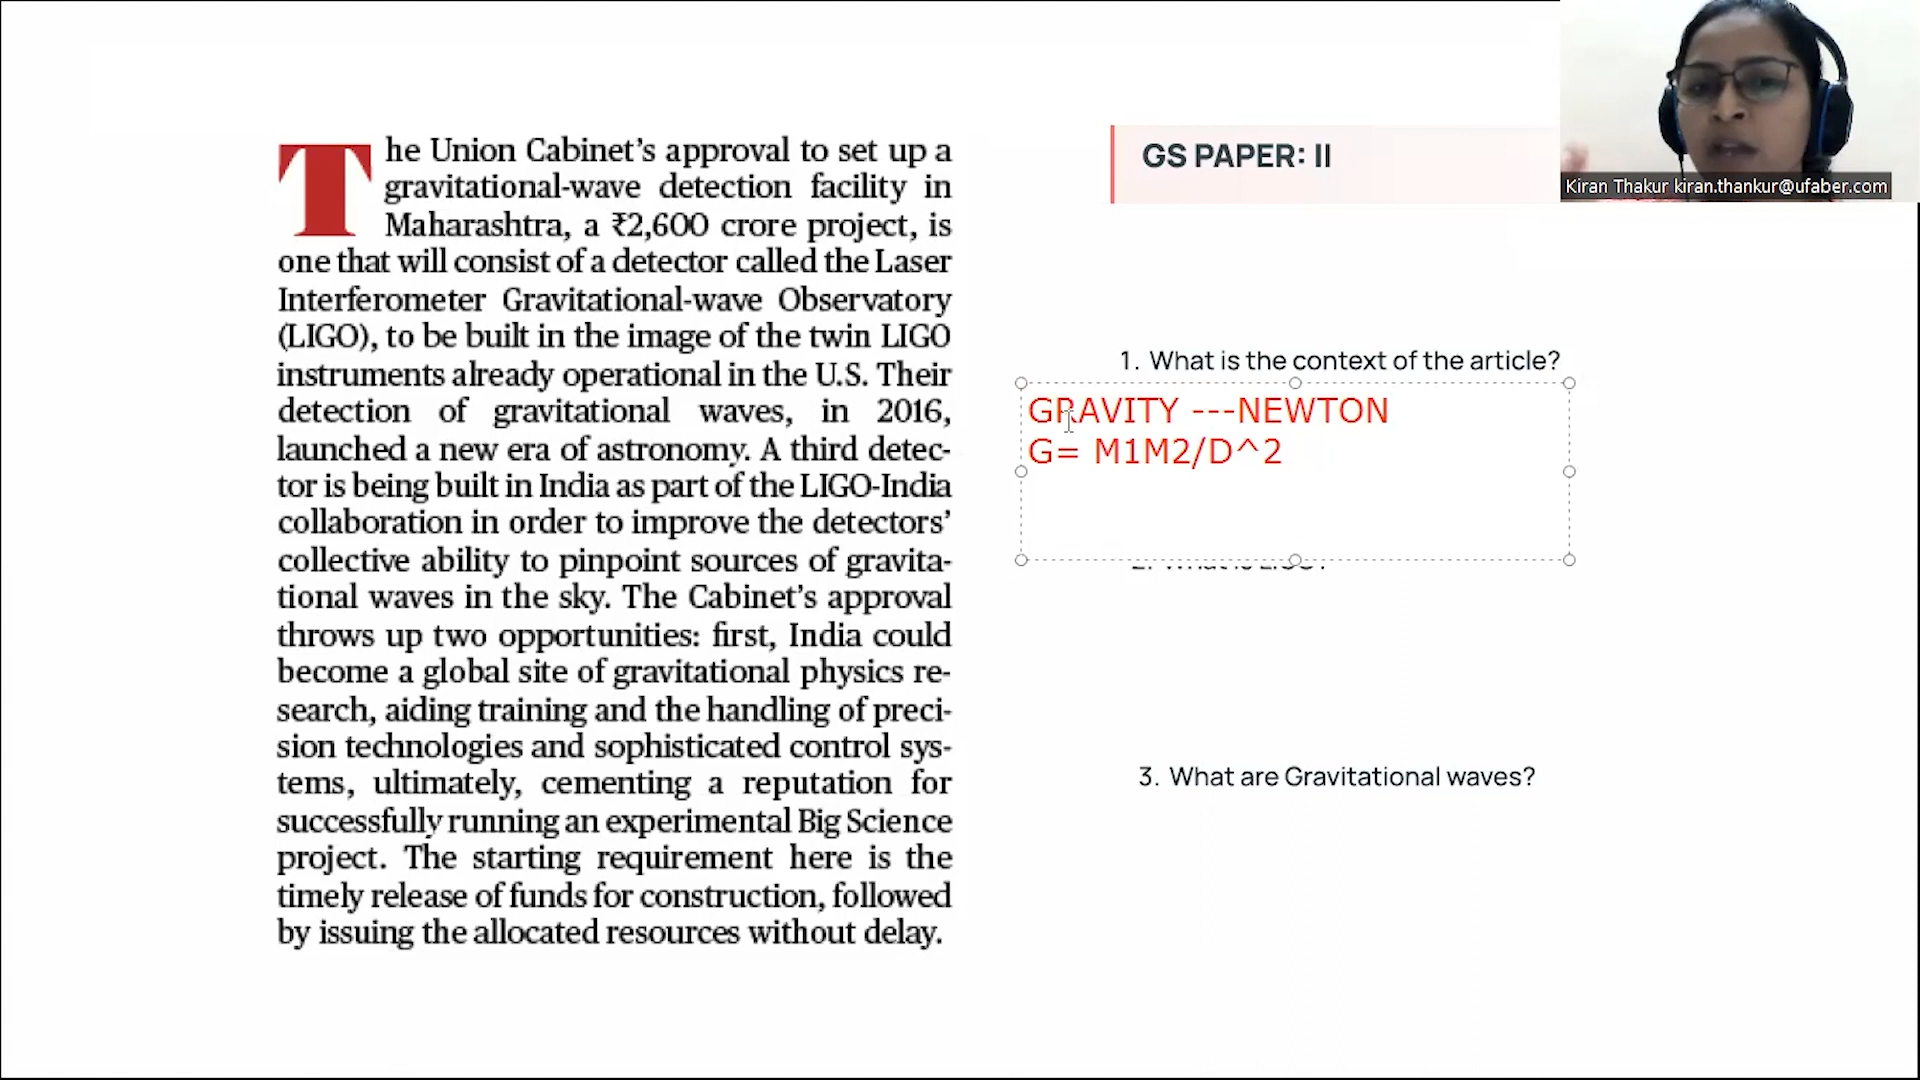 The Union Cabinet's approval to set up a
gravitational-wave detection facility in
Maharashtra, a ₹2,600 crore project, is
one that will consist of a detector called the Laser
Interferometer Gravitational-wave Observatory
(LIGO), to be built in the image of the twin LIGO
instruments already operational in the U.S. Their
detection of gravitational waves, in 2016,
launched a new era of astronomy. A third detec-
tor is being built in India as part of the LIGO-India
collaboration in order to improve the detectors'
collective ability to pinpoint sources of gravita-
tional waves in the sky. The Cabinet's approval
throws up two opportunities: first, India could
become a global site of gravitational physics re-
search, aiding training and the handling of preci-
sion technologies and sophisticated control sys-
tems, ultimately, cementing a reputation for
successfully running an experimental Big Science
project. The starting requirement here is the
timely release of funds for construction, followed
by issuing the allocated resources without delay.
GS PAPER: II
Kiran Thakur kiran.thankur@ufaber.com
1. What is the context of the article?
GRAVITY ---NEWTON
G= M1M2/D^2
3. What are Gravitational waves?